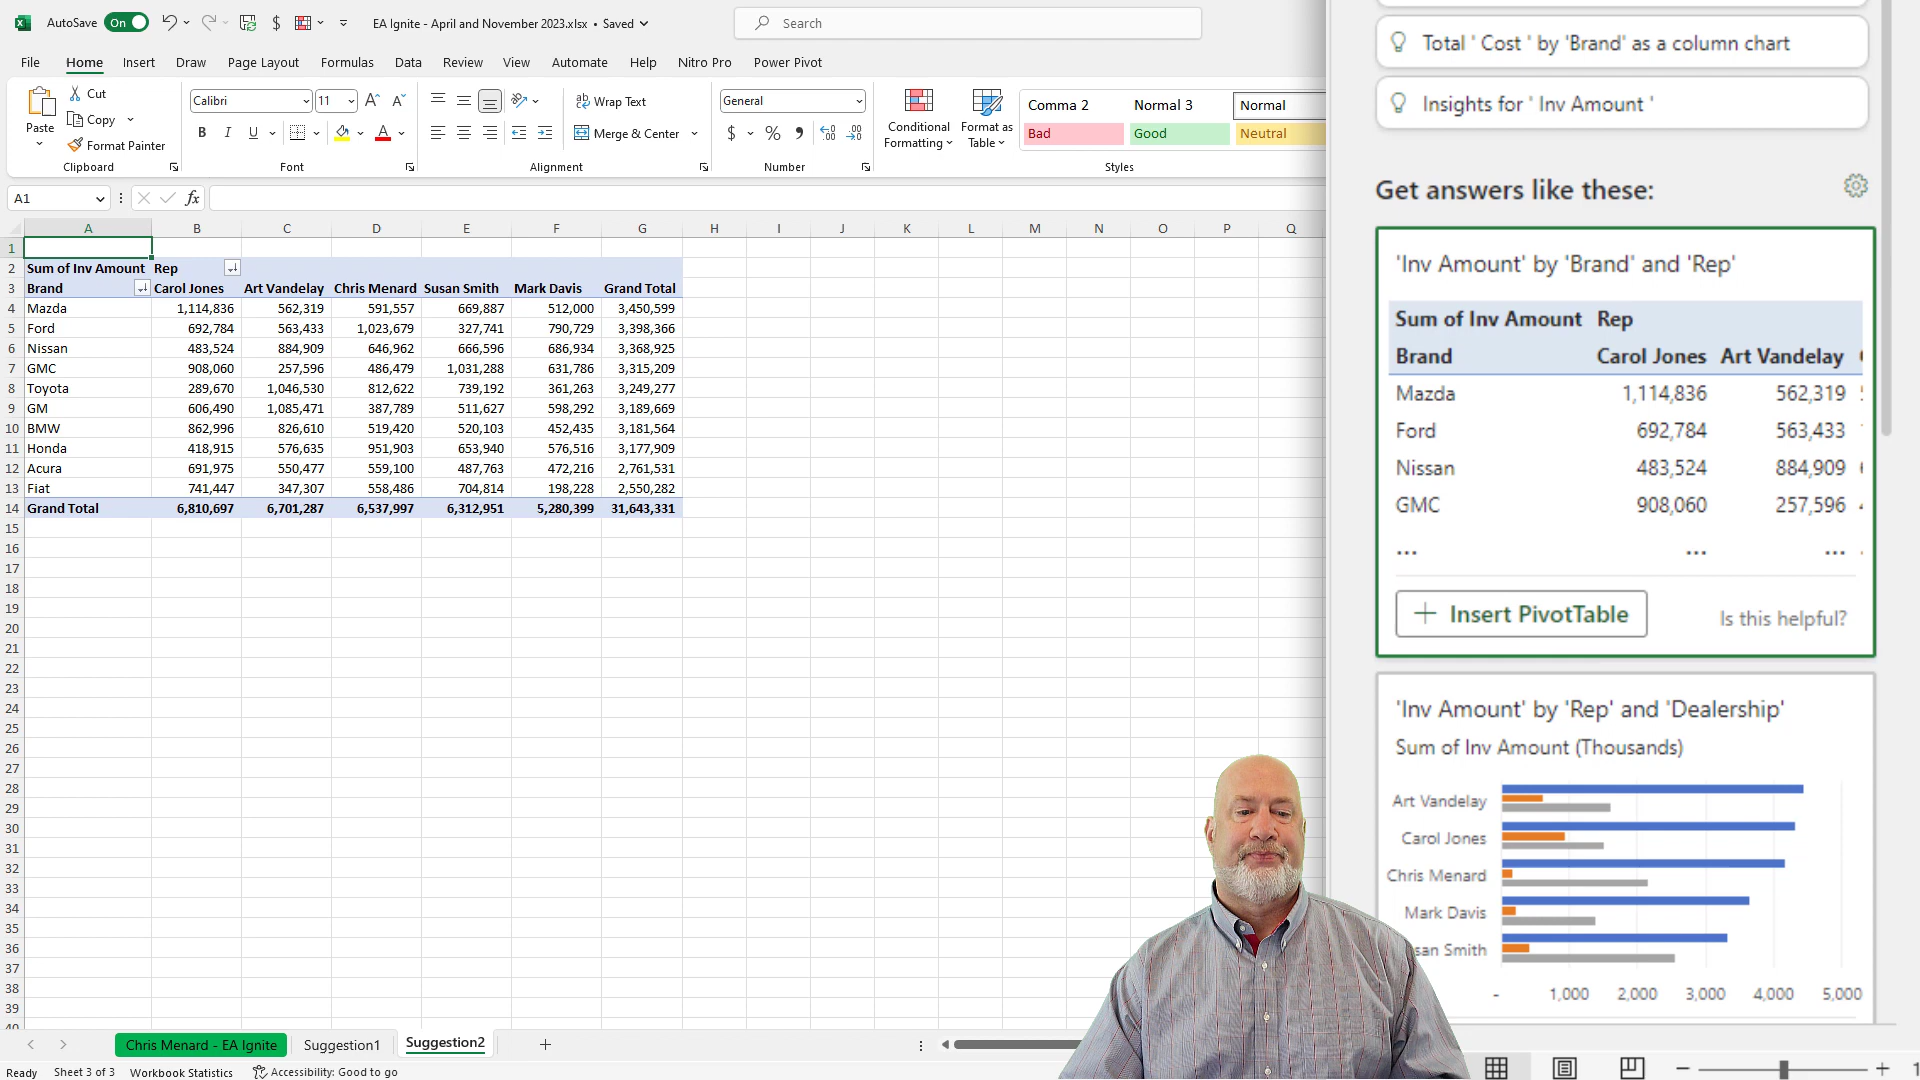 AutoSave On
EA Ignite - April and November 2023.xlsx • Saved
Search
File Home Insert Draw Page Layout Formulas Data Review View Automate Help Nitro Pro Power Pivot
Paste
Cut
Copy
Format Painter
Clipboard
Calibri 11
B I U
Font
Wrap Text
Merge & Center
Alignment
General
$ % 9
Number
Conditional Formatting
Format as Table
Comma 2 Normal 3 Normal
Bad Good Neutral
Styles
A1 fx
A B C D E F G H I J K L M N O P Q
1
2 Sum of Inv Amount Rep
3 Brand Carol Jones Art Vandelay Chris Menard Susan Smith Mark Davis Grand Total
4 Mazda 1,114,836 562,319 591,557 669,887 512,000 3,450,599
5 Ford 692,784 563,433 1,023,679 327,741 790,729 3,398,366
6 Nissan 483,524 884,909 646,962 666,596 686,934 3,368,925
7 GMC 908,060 257,596 486,479 1,031,288 631,786 3,315,209
8 Toyota 289,670 1,046,530 812,622 739,192 361,263 3,249,277
9 GM 606,490 1,085,471 387,789 511,627 598,292 3,189,669
10 BMW 862,996 826,610 519,420 520,103 452,435 3,181,564
11 Honda 418,915 576,635 951,903 653,940 576,516 3,177,909
12 Acura 691,975 550,477 559,100 487,763 472,216 2,761,531
13 Fiat 741,447 347,307 558,486 704,814 198,228 2,550,282
14 Grand Total 6,810,697 6,701,287 6,537,997 6,312,951 5,280,399 31,643,331
15
16
17
18
19
20
21
22
23
24
25
26
27
28
29
30
31
32
33
34
35
36
37
38
39
Chris Menard - EA Ignite Suggestion1 Suggestion2
Ready Sheet 3 of 3 Workbook Statistics Accessibility: Good to go
Total ' Cost ' by 'Brand' as a column chart
Insights for ' Inv Amount '
Get answers like these:
'Inv Amount' by 'Brand' and 'Rep'
Sum of Inv Amount Rep
Brand Carol Jones Art Vandelay
Mazda 1,114,836 562,319
Ford 692,784 563,433
Nissan 483,524 884,909
GMC 908,060 257,596
... ... ...
+ Insert PivotTable
Is this helpful?
'Inv Amount' by 'Rep' and 'Dealership'
Sum of Inv Amount (Thousands)
Art Vandelay
Carol Jones
Chris Menard
Mark Davis
san Smith
- 1,000 2,000 3,000 4,000 5,000